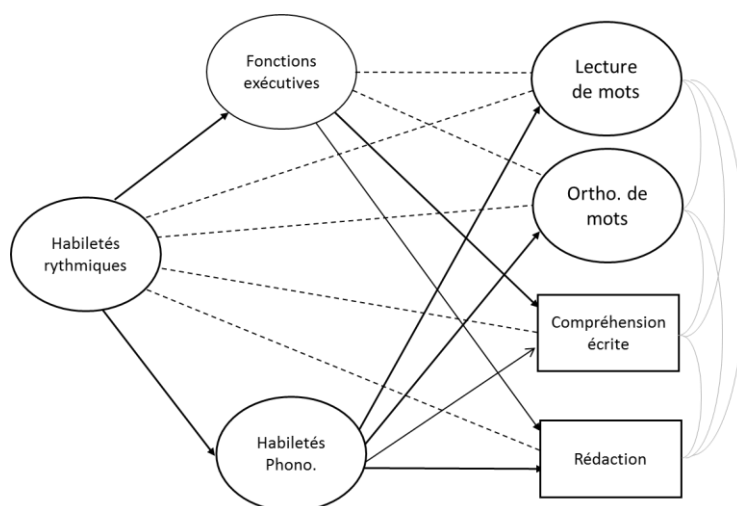 Fonctions
exécutives
Lecture
de mots
Ortho. de
mots
Habiletés
rythmiques
Compréhension
écrite
Habiletés
Phono.
Rédaction